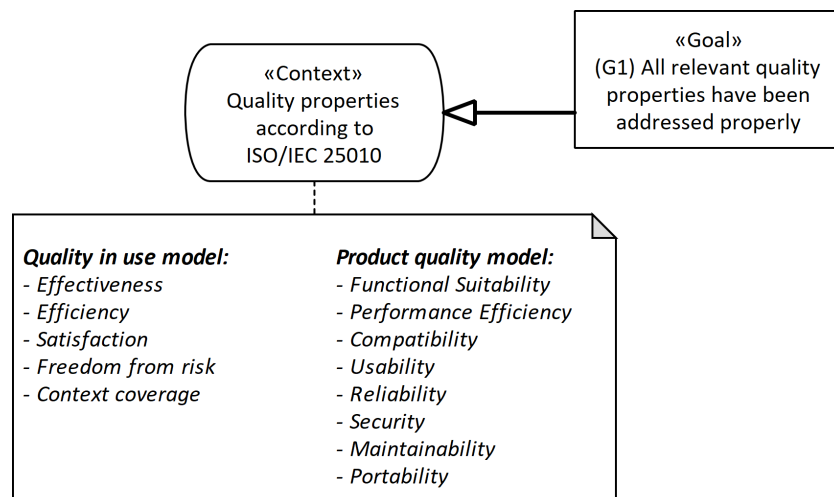 «Context»
Quality properties
according to
ISO/IEC 25010
«Goal»
(G1) All relevant quality
properties have been
addressed properly
Quality in use model:
- Effectiveness
- Efficiency
- Satisfaction
- Freedom from risk
- Context coverage
Product quality model:
- Functional Suitability
- Performance Efficiency
- Compatibility
- Usability
- Reliability
- Security
- Maintainability
- Portability